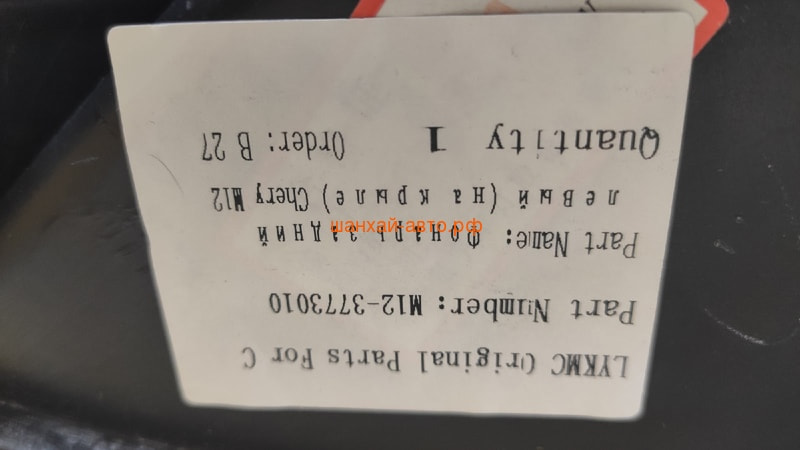 LYKMC Original Parts For C
Part Number: M12-3773010
Part Name: Фонарь задний
левый (на крыле) Chery M12
Quantity 1 Order: B 27
шанхай-авто.рф